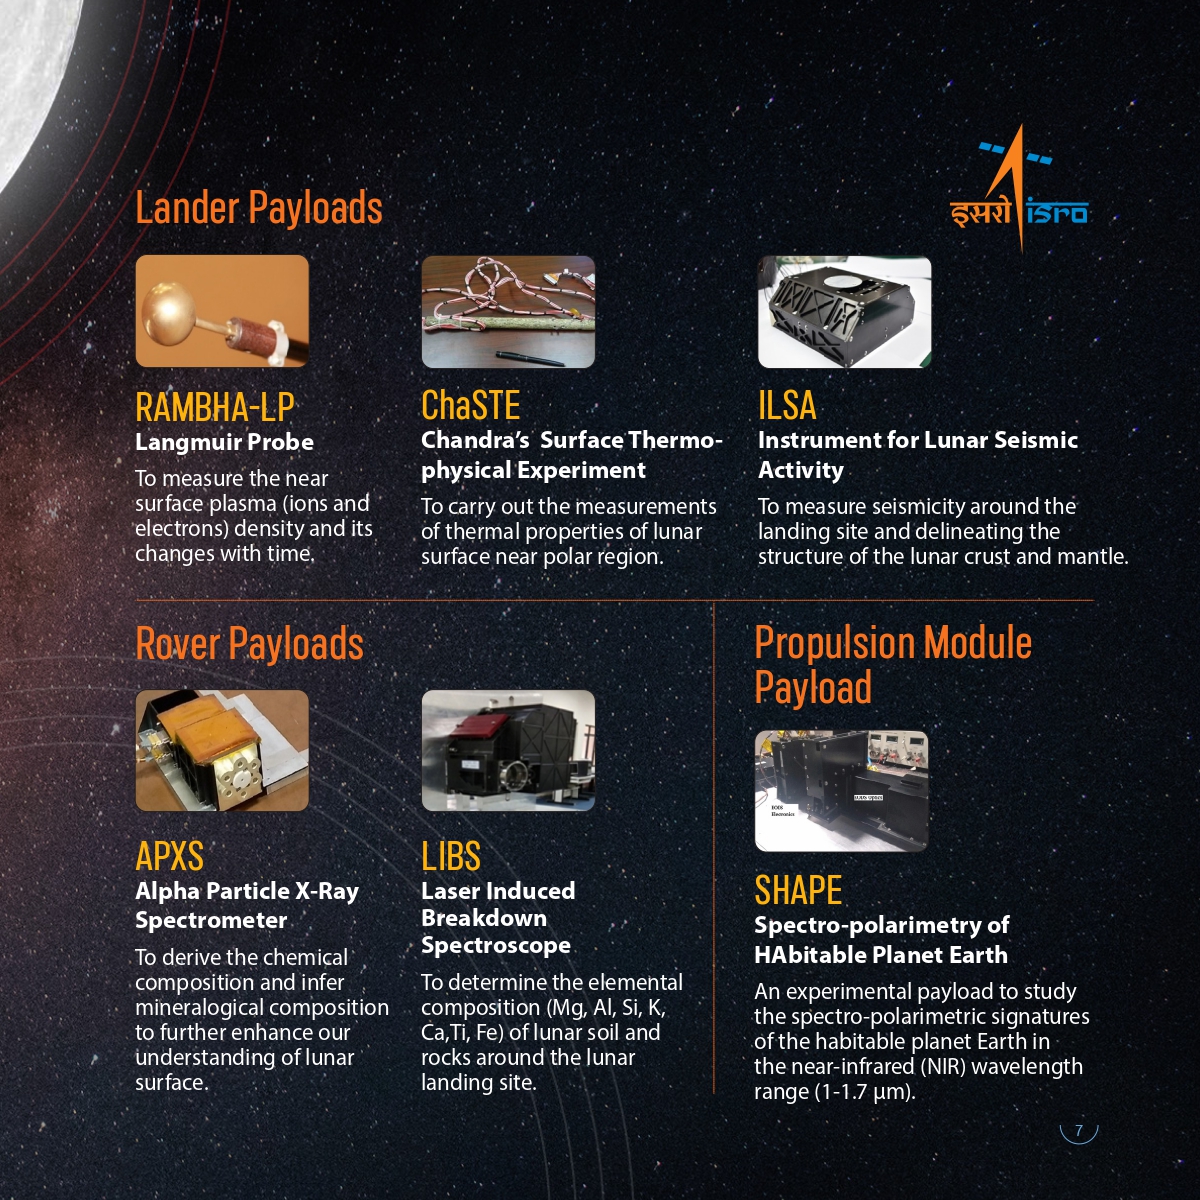 इसरो isro
Lander Payloads
RAMBHA-LP
Langmuir Probe
To measure the near
surface plasma (ions and
electrons) density and its
changes with time.
ChaSTE
Chandra’s Surface Thermo-
physical Experiment
To carry out the measurements
of thermal properties of lunar
surface near polar region.
ILSA
Instrument for Lunar Seismic
Activity
To measure seismicity around the
landing site and delineating the
structure of the lunar crust and mantle.
Rover Payloads
APXS
Alpha Particle X-Ray
Spectrometer
To derive the chemical
composition and infer
mineralogical composition
to further enhance our
understanding of lunar
surface.
LIBS
Laser Induced
Breakdown
Spectroscope
To determine the elemental
composition (Mg, Al, Si, K,
Ca,Ti, Fe) of lunar soil and
rocks around the lunar
landing site.
Propulsion Module
Payload
EODS Optics
EODS
Electronics
SHAPE
Spectro-polarimetry of
HAbitable Planet Earth
An experimental payload to study
the spectro-polarimetric signatures
of the habitable planet Earth in
the near-infrared (NIR) wavelength
range (1-1.7 μm).
7